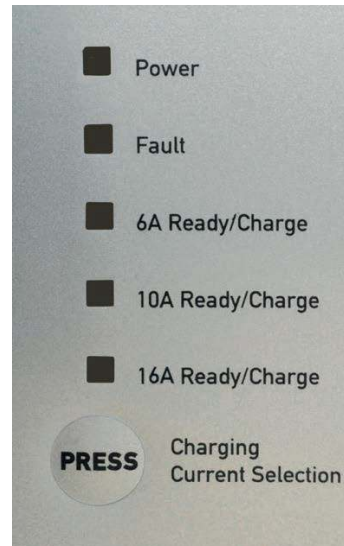 Power
Fault
6A Ready/Charge
10A Ready/Charge
16A Ready/Charge
PRESS
Charging
Current Selection